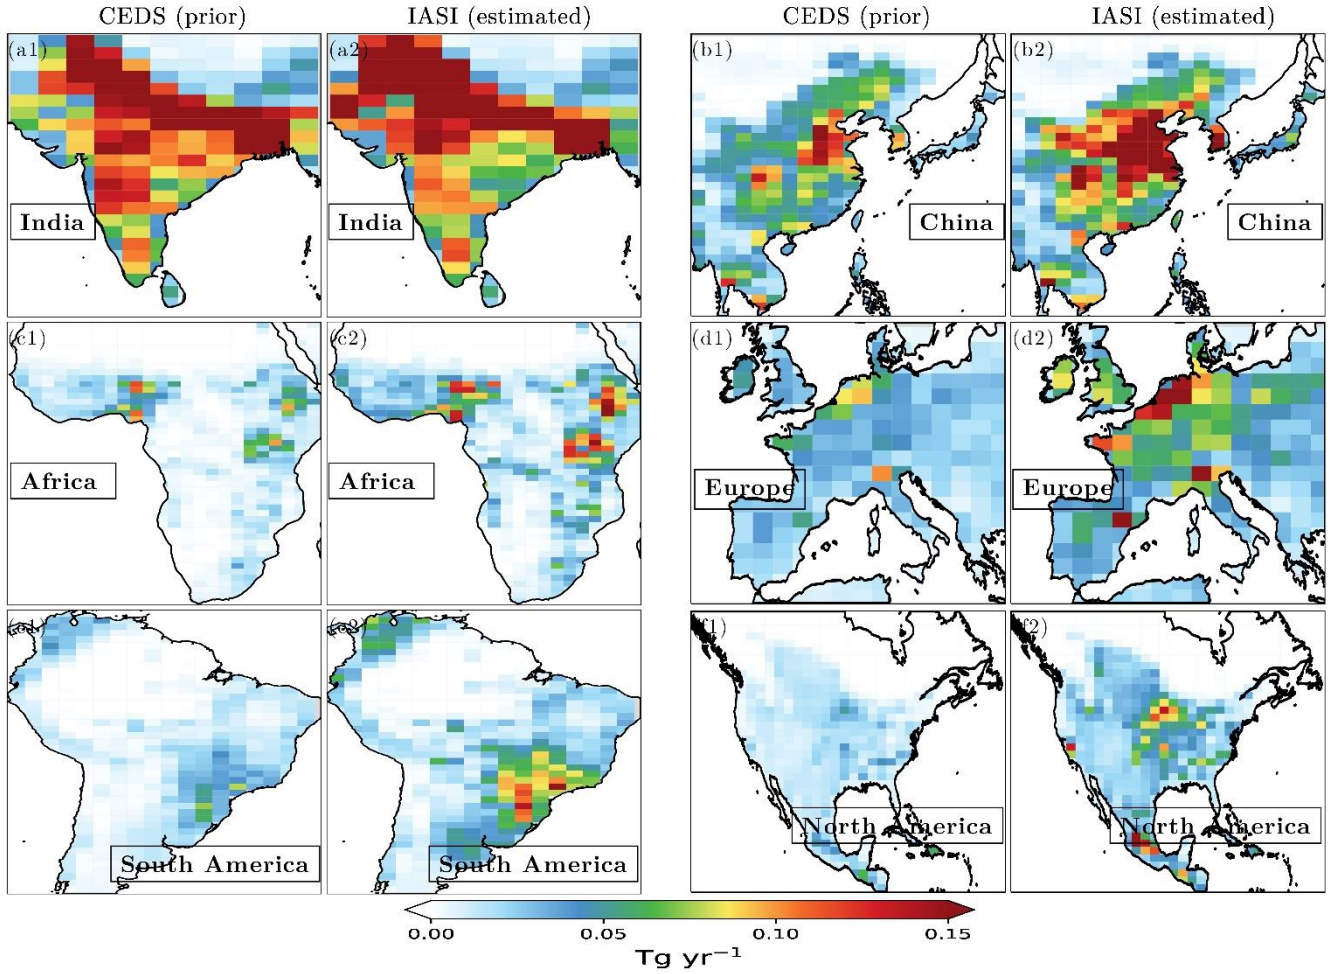 CEDS (prior) IASI (estimated) CEDS (prior) IASI (estimated)
(a1) (a2) (b1) (b2)
India India China China
(c1) (c2) (d1) (d2)
Africa Africa Europe Europe
South America South America North America North America
f1) f2)
0.00 0.05 0.10 0.15
Tg yr⁻¹